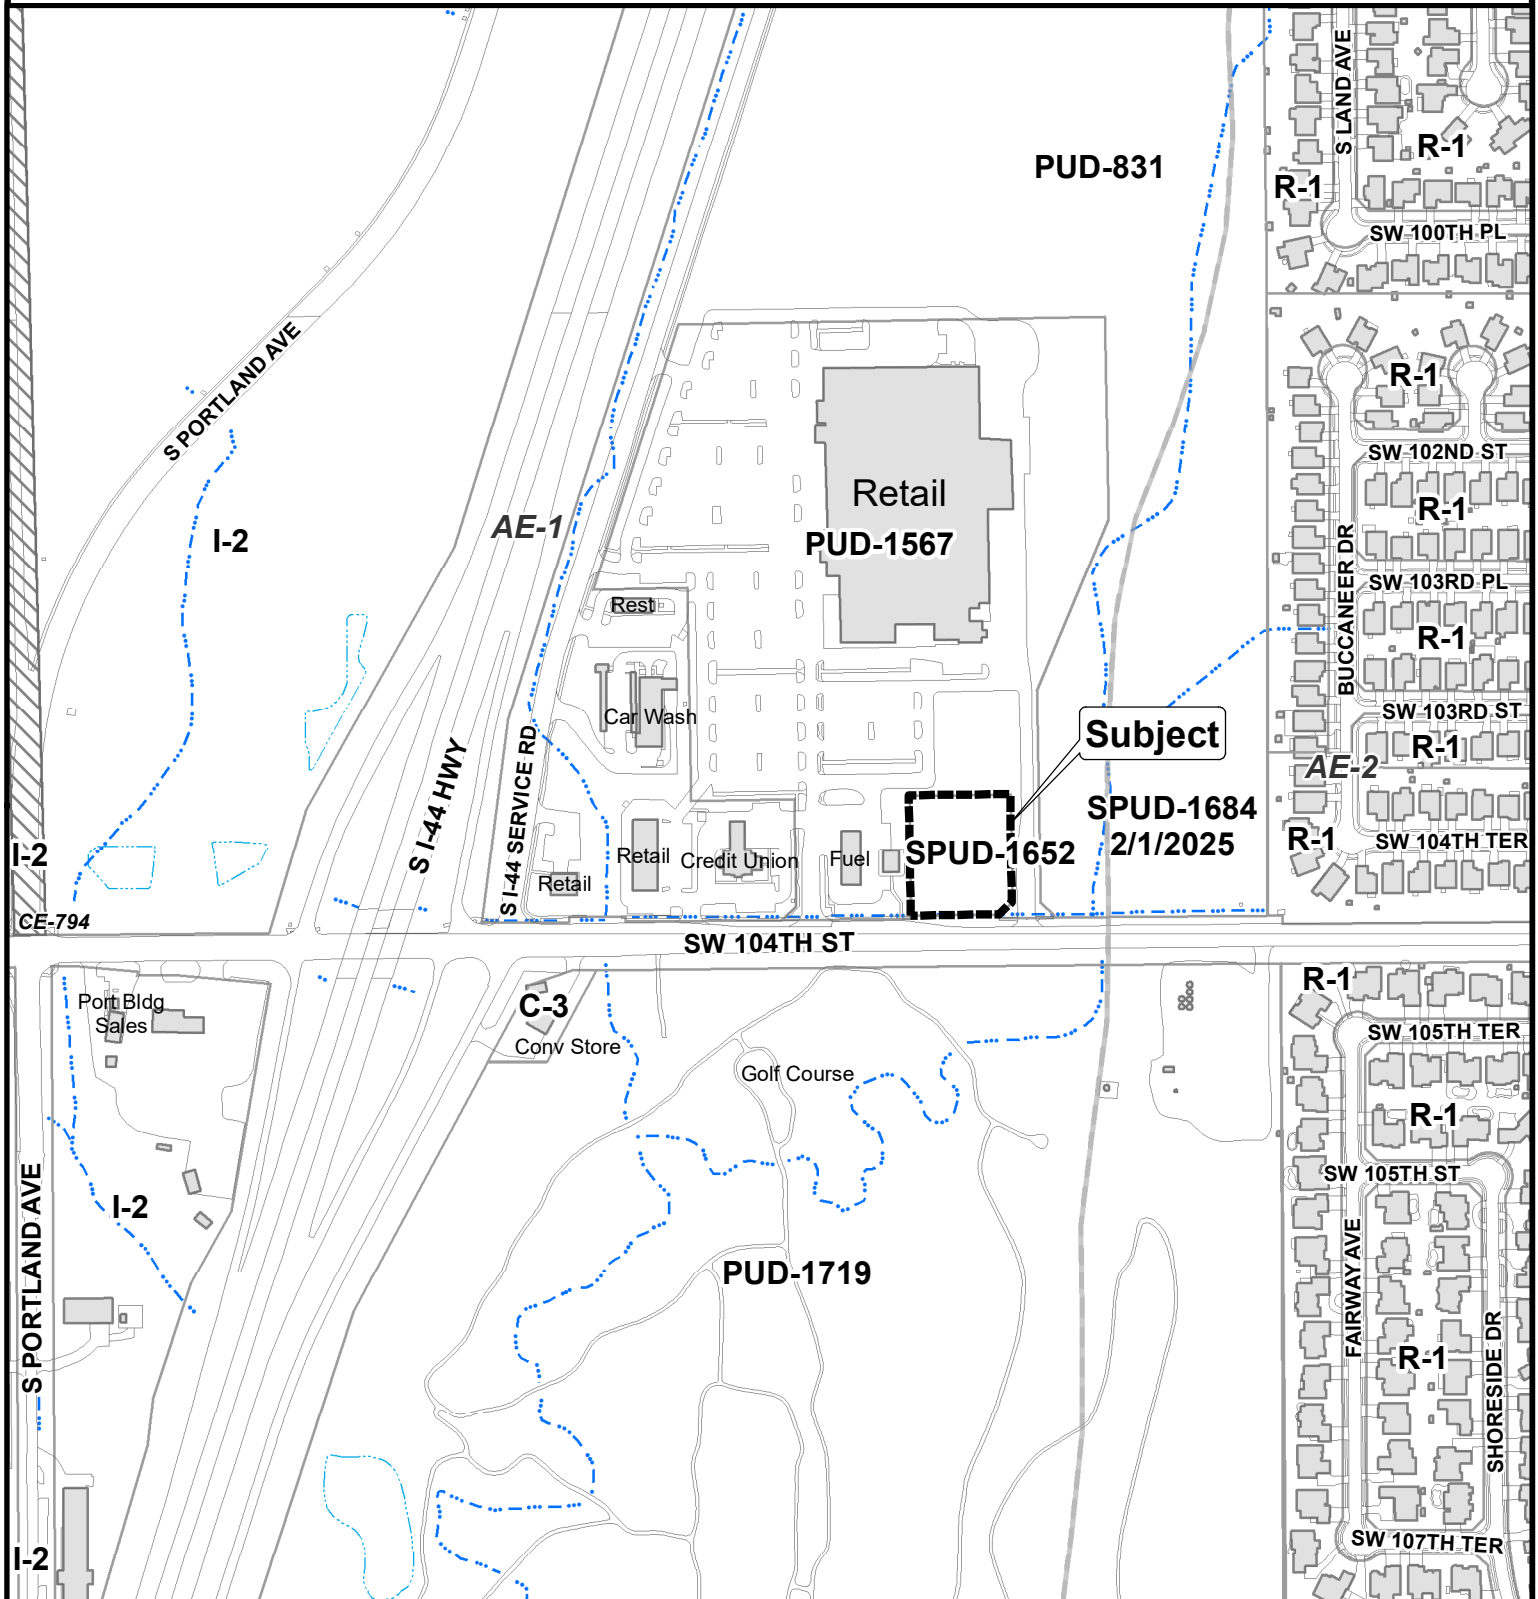 S LAND AVE
R-1
PUD-831
R-1
SW 100TH PL
S PORTLAND AVE
R-1
SW 102ND ST
Retail
R-1
AE-1
I-2
PUD-1567
BUCCANEER DR
SW 103RD PL
Rest
R-1
Car Wash
SW 103RD ST
Subject
R-1
AE-2
S I-44 HWY
S I-44 SERVICE RD
SPUD-1684
2/1/2025
R-1
SW 104TH TER
I-2
Retail
Credit Union
Fuel
SPUD-1652
Retail
CE-794
SW 104TH ST
R-1
Port Bldg
Sales
C-3
SW 105TH TER
Conv Store
Golf Course
R-1
SW 105TH ST
S PORTLAND AVE
I-2
PUD-1719
FAIRWAY AVE
R-1
SHORESIDE DR
SW 107TH TER
I-2